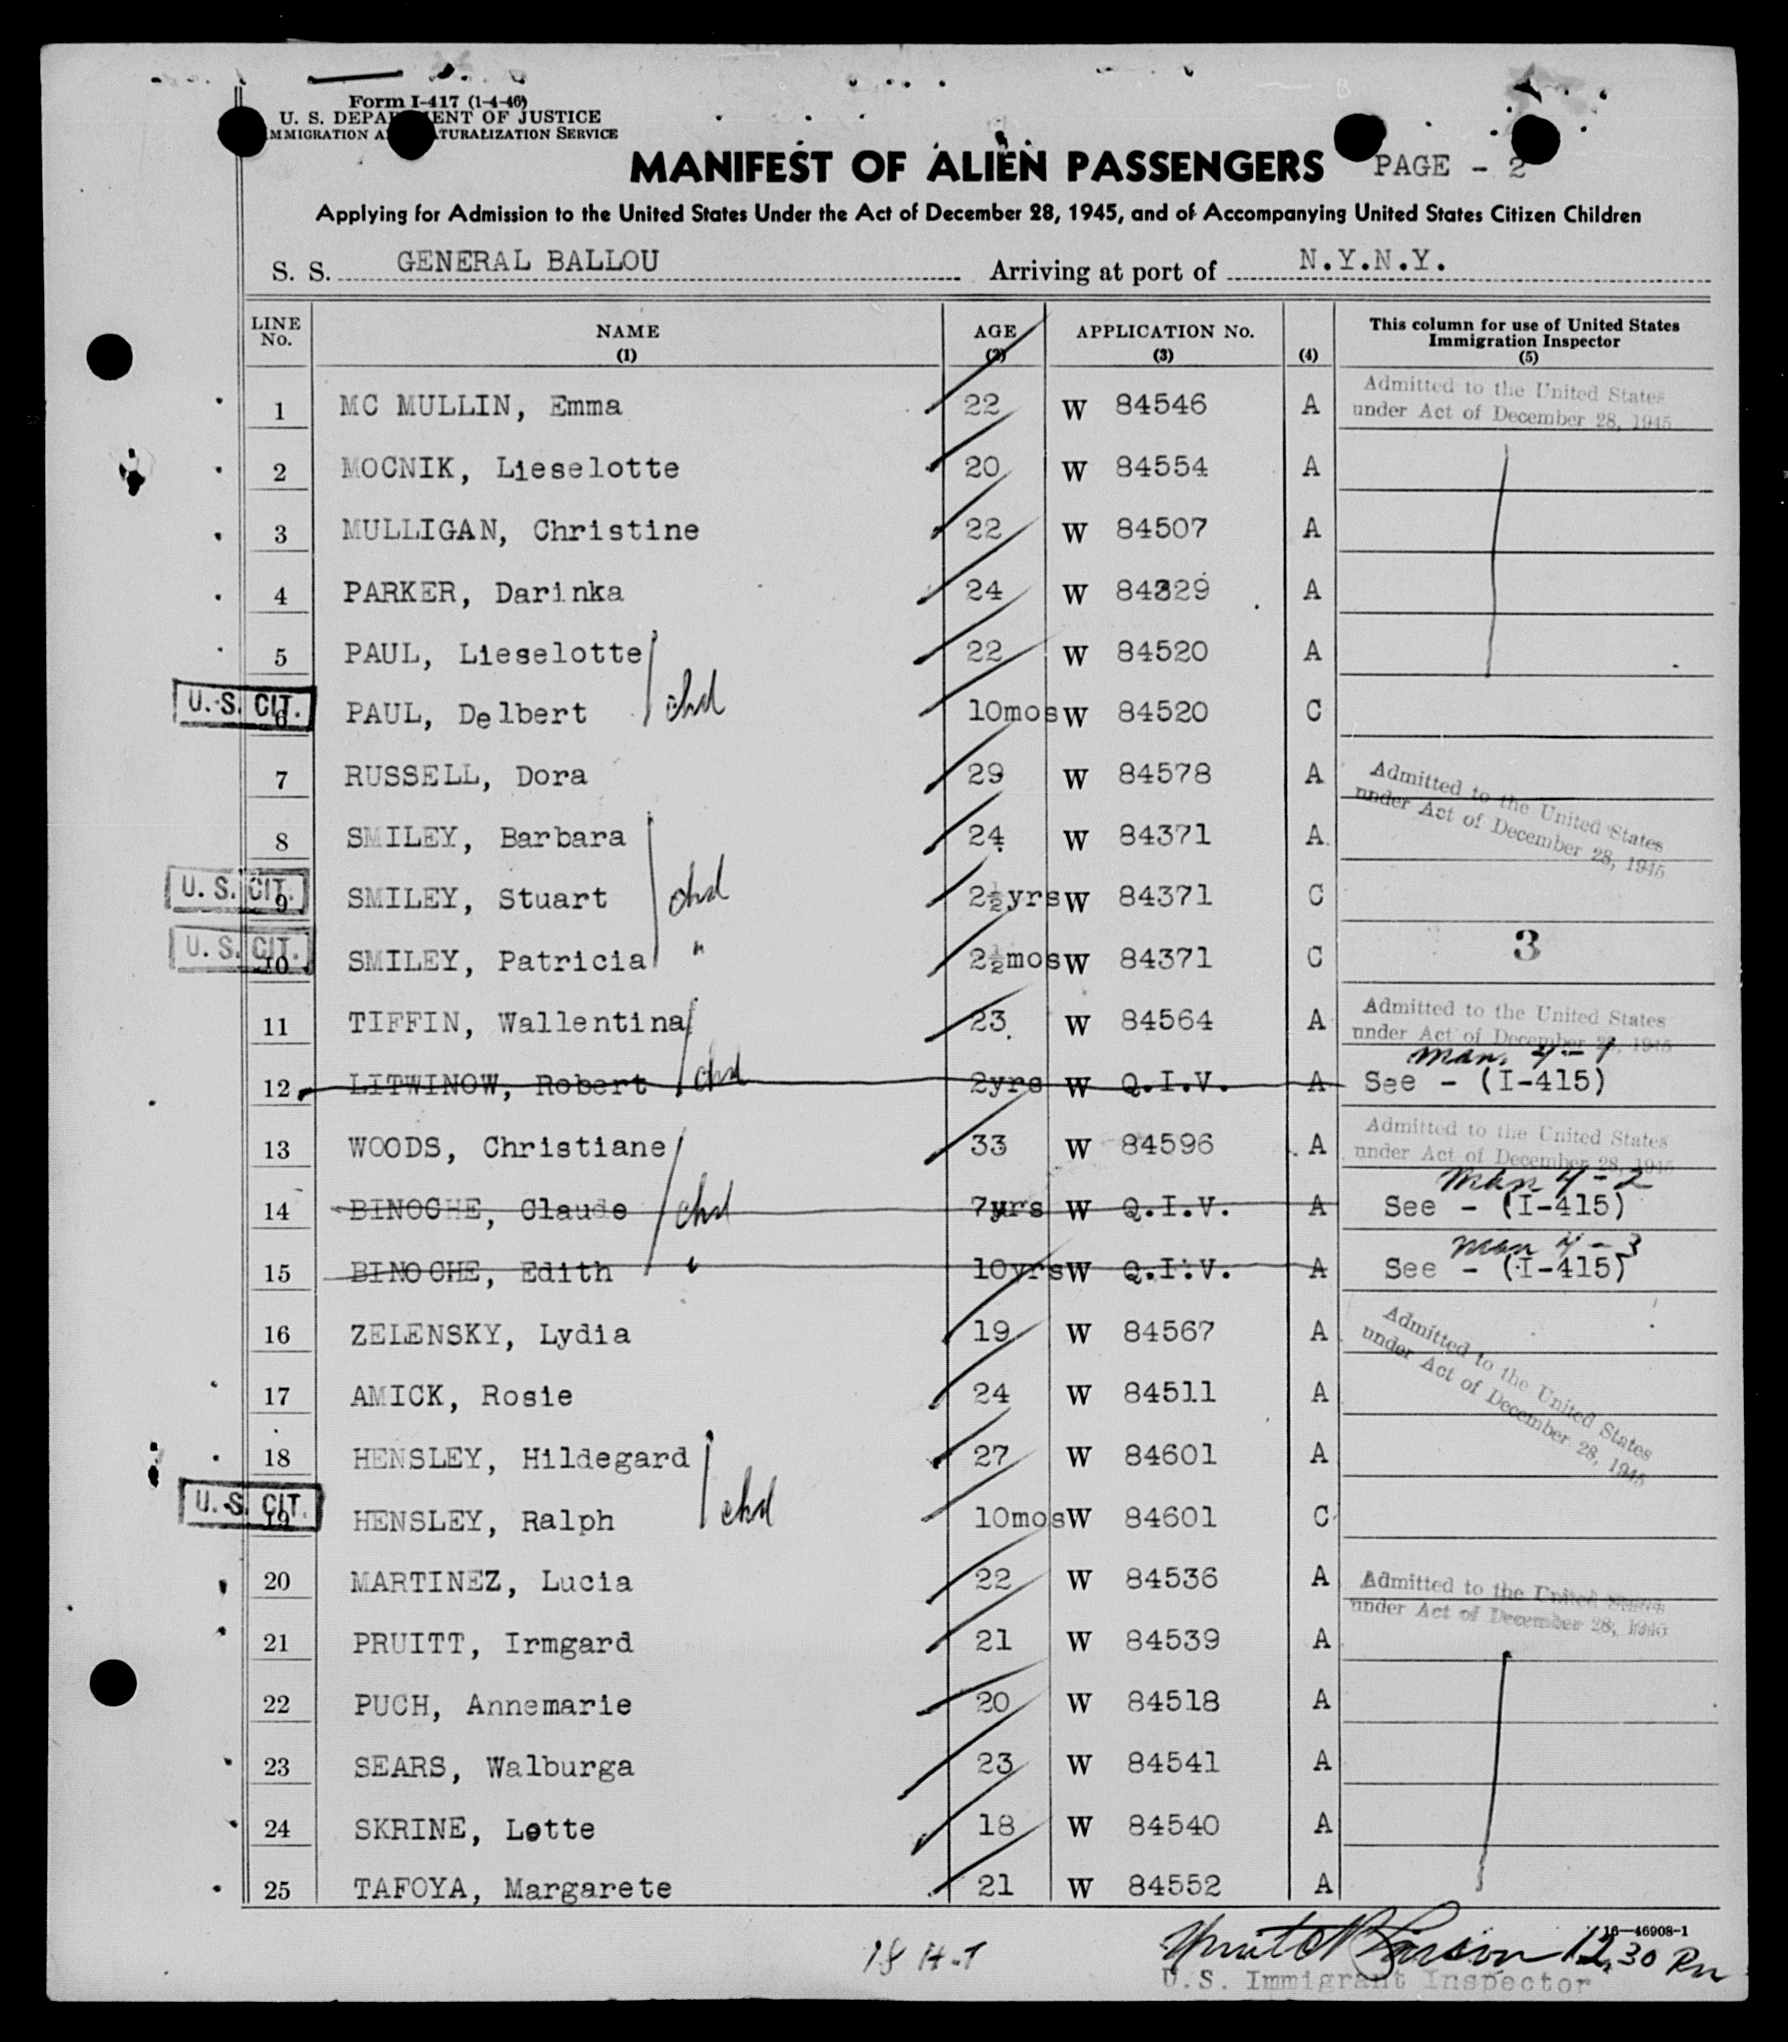 Form I-417 (1-4-46)
U. S. DEPARTMENT OF JUSTICE
IMMIGRATION AND NATURALIZATION SERVICE
MANIFEST OF ALIEN PASSENGERS PAGE - 2
Applying for Admission to the United States Under the Act of December 28, 1945, and of Accompanying United States Citizen Children
S. S. GENERAL BALLOU Arriving at port of N.Y.N.Y.
LINE No. NAME (1) AGE (2) APPLICATION No. (3) (4) This column for use of United States Immigration Inspector (5)
1 MC MULLIN, Emma 22 W 84546 A Admitted to the United States under Act of December 28, 1945
2 MOCNIK, Lieselotte 20 W 84554 A
3 MULLIGAN, Christine 22 W 84507 A
4 PARKER, Darinka 24 W 84329 A
5 PAUL, Lieselotte 22 W 84520 A
U. S. CIT. 6 PAUL, Delbert chd 10mos W 84520 C
7 RUSSELL, Dora 29 W 84578 A Admitted to the United States under Act of December 28, 1945
8 SMILEY, Barbara 24 W 84371 A
U. S. CIT. 9 SMILEY, Stuart chd 2½yrs W 84371 C
U. S. CIT. 10 SMILEY, Patricia " 2½mos W 84371 C 3
11 TIFFIN, Wallentina 23 W 84564 A Admitted to the United States under Act of December 28, 1945
12 LITWINOW, Robert chd 2yrs W Q.I.V. A man. 4-1 See - (I-415)
13 WOODS, Christiane 33 W 84596 A Admitted to the United States under Act of December 28, 1945
14 BINOCHE, Claude chd 7yrs W Q.I.V. A man 4-2 See - (I-415)
15 BINOCHE, Edith " 10yrs W Q.I.V. A man 4-3 See - (I-415)
16 ZELENSKY, Lydia 19 W 84567 A Admitted to the United States under Act of December 28, 1945
17 AMICK, Rosie 24 W 84511 A
18 HENSLEY, Hildegard 27 W 84601 A
U. S. CIT. 19 HENSLEY, Ralph chd 10mos W 84601 C
20 MARTINEZ, Lucia 22 W 84536 A Admitted to the United States under Act of December 28, 1945
21 PRUITT, Irmgard 21 W 84539 A
22 PUCH, Annemarie 20 W 84518 A
23 SEARS, Walburga 23 W 84541 A
24 SKRINE, Lotte 18 W 84540 A
25 TAFOYA, Margarete 21 W 84552 A
16—46908-1
18 12.30
U.S. Immigrant Inspector